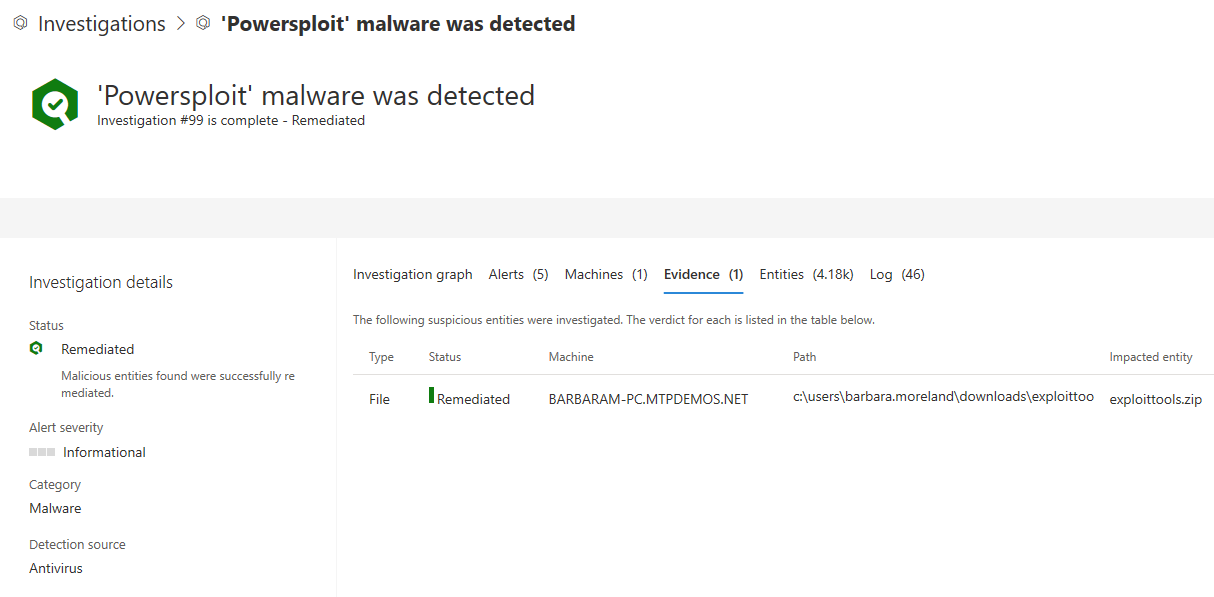 Investigations > 'Powersploit' malware was detected
'Powersploit' malware was detected
Investigation #99 is complete - Remediated
Investigation details
Status
Remediated
Malicious entities found were successfully re
mediated.
Alert severity
Informational
Category
Malware
Detection source
Antivirus
Investigation graph Alerts (5) Machines (1) Evidence (1) Entities (4.18k) Log (46)
The following suspicious entities were investigated. The verdict for each is listed in the table below.
Type Status Machine Path Impacted entity
File Remediated BARBARAM-PC.MTPDEMOS.NET c:\users\barbara.moreland\downloads\exploittoo exploittools.zip